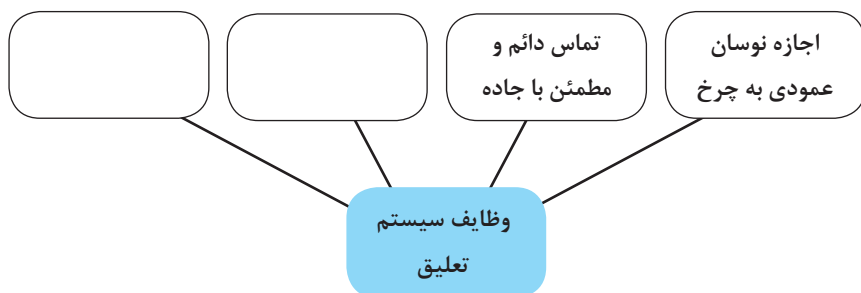 اجازه نوسان
عمودی به چرخ
تماس دائم و
مطمئن با جاده
وظایف سیستم
تعلیق